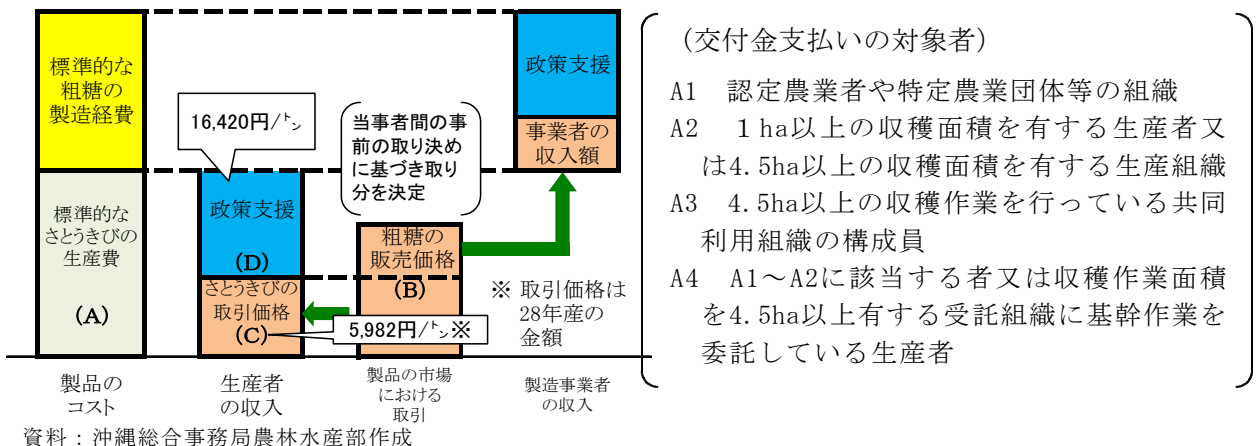 標準的な
粗糖の
製造経費
標準的な
さとうきびの
生産費
(A)
製品の
コスト
16,420円/㌧
政策支援
(D)
さとうきびの
取引価格
(C)
5,982円/㌧※
生産者
の収入
当事者間の事
前の取り決め
に基づき取り
分を決定
粗糖の
販売価格
(B)
製品の市場
における
取引
※ 取引価格は
28年産の
金額
政策支援
事業者の
収入額
製造事業者
の収入
資料:沖縄総合事務局農林水産部作成
(交付金支払いの対象者)
A1 認定農業者や特定農業団体等の組織
A2 1ha以上の収穫面積を有する生産者又
は4.5ha以上の収穫面積を有する生産組織
A3 4.5ha以上の収穫作業を行っている共同
利用組織の構成員
A4 A1~A2に該当する者又は収穫作業面積
を4.5ha以上有する受託組織に基幹作業を
委託している生産者